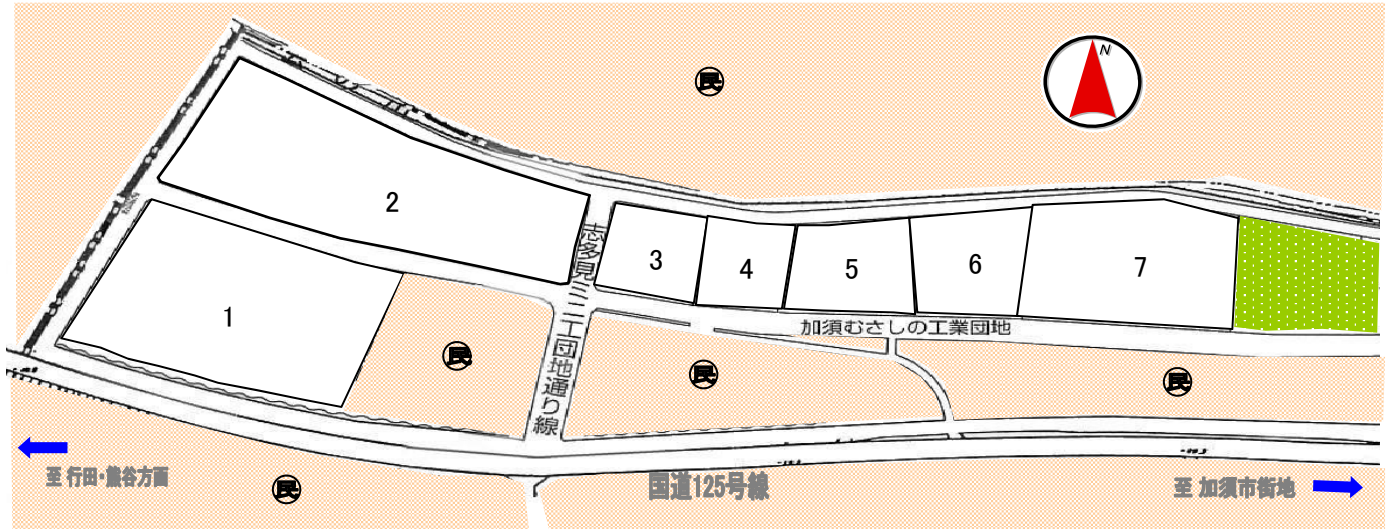 N
民
2
志多見ミニ工団地通り線
3
4
5
6
7
1
加須むさしの工業団地
民
民
民
至 行田・熊谷方面
民
国道125号線
至 加須市街地